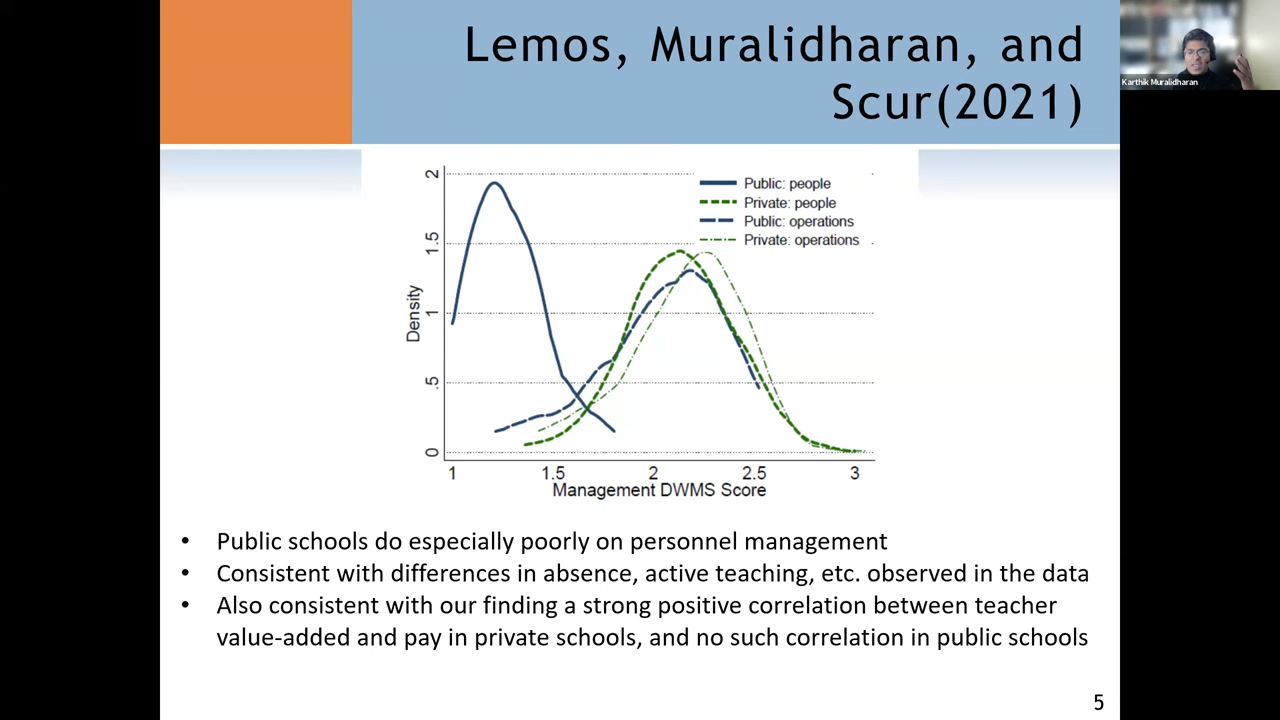 Lemos, Muralidharan, and
Scur(2021)
Karthik Muralidharan
Public: people
Private: people
Public: operations
Private: operations
2
1.5
1
.5
0
Density
1 1.5 2 2.5 3
Management DWMS Score
• Public schools do especially poorly on personnel management
• Consistent with differences in absence, active teaching, etc. observed in the data
• Also consistent with our finding a strong positive correlation between teacher
value-added and pay in private schools, and no such correlation in public schools
5